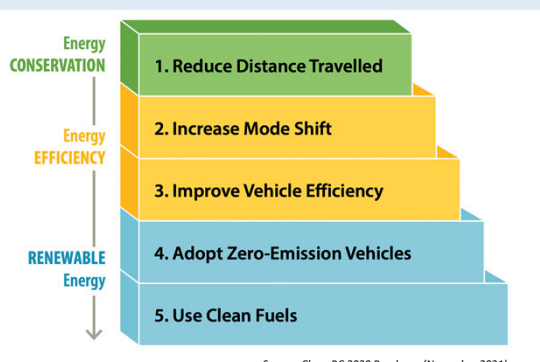 Energy
CONSERVATION
1. Reduce Distance Travelled
Energy
EFFICIENCY
2. Increase Mode Shift
3. Improve Vehicle Efficiency
RENEWABLE
Energy
4. Adopt Zero-Emission Vehicles
5. Use Clean Fuels